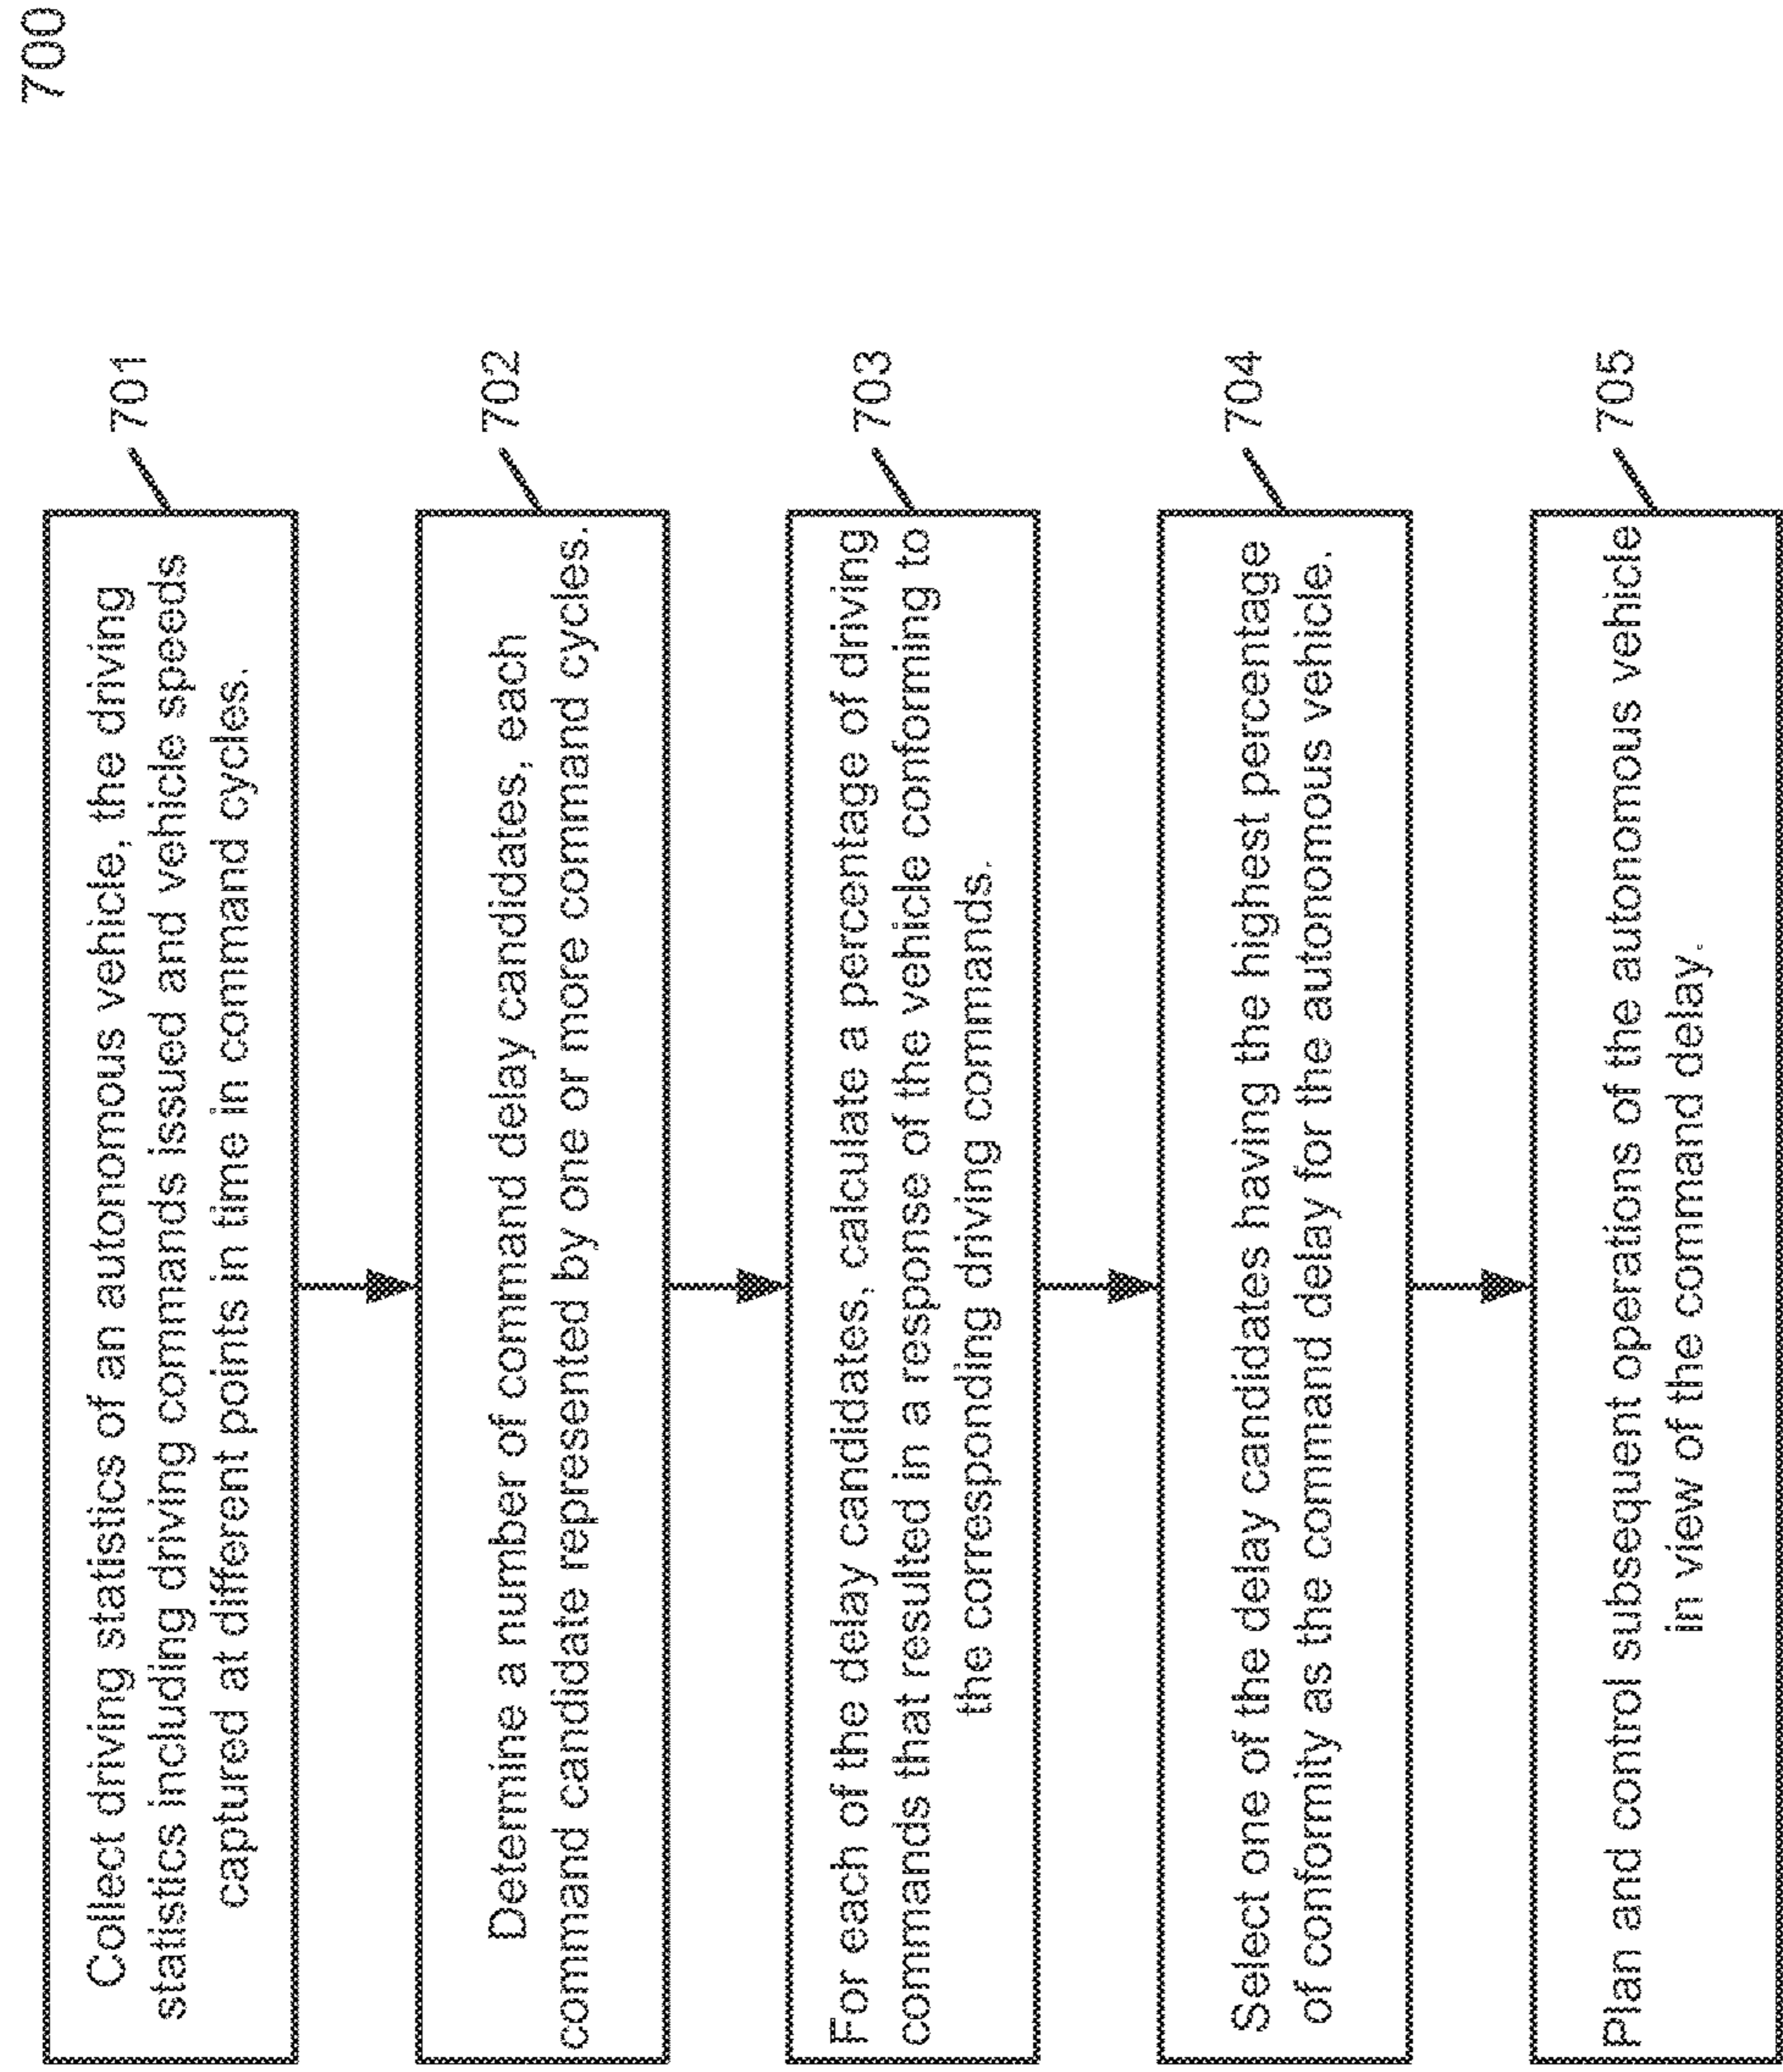 700
Collect driving statistics of an autonomous vehicle, the driving
statistics including driving commands issued and vehicle speeds
captured at different points in time in command cycles.
701
Determine a number of command delay candidates, each
command candidate represented by one or more command cycles.
702
For each of the delay candidates, calculate a percentage of driving
commands that resulted in a response of the vehicle conforming to
the corresponding driving commands.
703
Select one of the delay candidates having the highest percentage
of conformity as the command delay for the autonomous vehicle.
704
Plan and control subsequent operations of the autonomous vehicle
in view of the command delay.
705